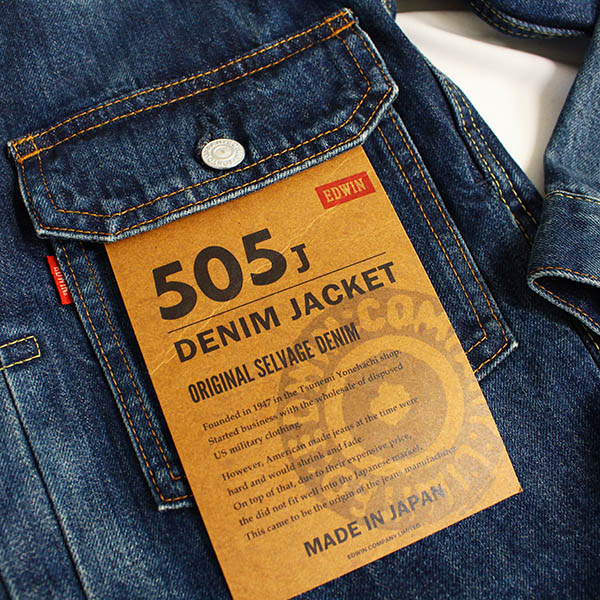 EDWIN
505J
DENIM JACKET
ORIGINAL SELVAGE DENIM
Founded in 1947 in the Tsunemi Yonehachi shop.
Started business with the wholesale of disposed
US military clothing.
However, American made jeans at the time were
hard and would shrink and fade.
On top of that, due to their expensive price,
the did not fit well into the Japanese market.
This came to be the origin of the jeans manufacturing
MADE IN JAPAN
EDWIN COMPANY LIMITED